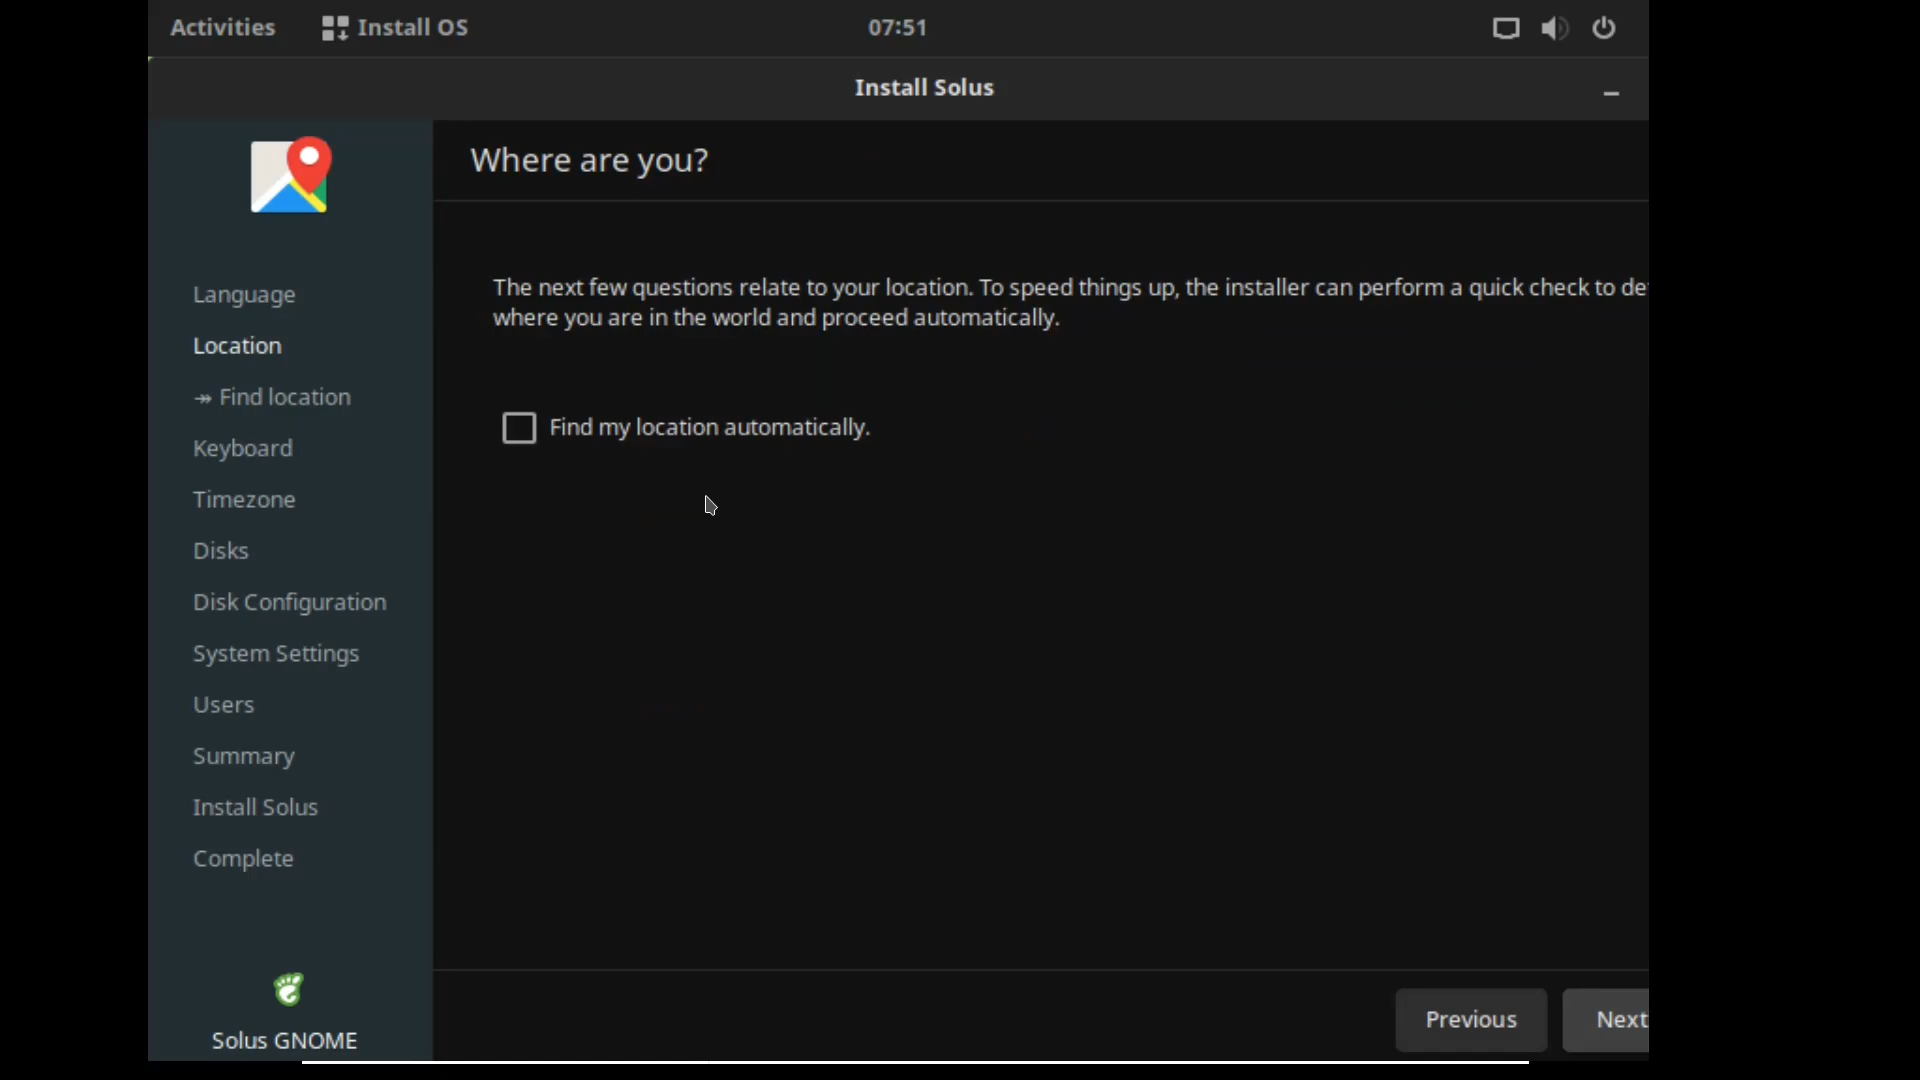 Activities
Install OS
07:51
Install Solus
Where are you?
The next few questions relate to your location. To speed things up, the installer can perform a quick check to de
where you are in the world and proceed automatically.
Find my location automatically.
Language
Location
↠ Find location
Keyboard
Timezone
Disks
Disk Configuration
System Settings
Users
Summary
Install Solus
Complete
Solus GNOME
Previous
Next